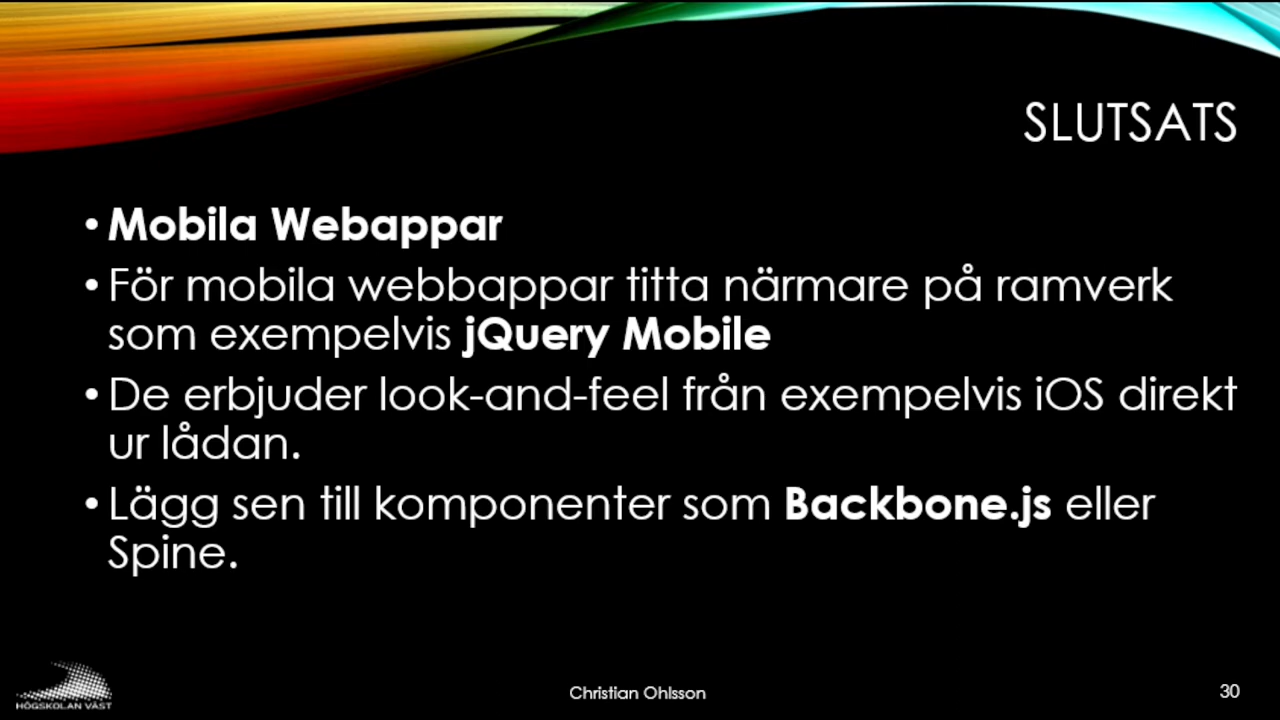 SLUTSATS
• Mobila Webappar
• För mobila webbappar titta närmare på ramverk
som exempelvis jQuery Mobile
• De erbjuder look-and-feel från exempelvis iOS direkt
ur lådan.
• Lägg sen till komponenter som Backbone.js eller
Spine.
HÖGSKOLAN VÄST
Christian Ohlsson
30